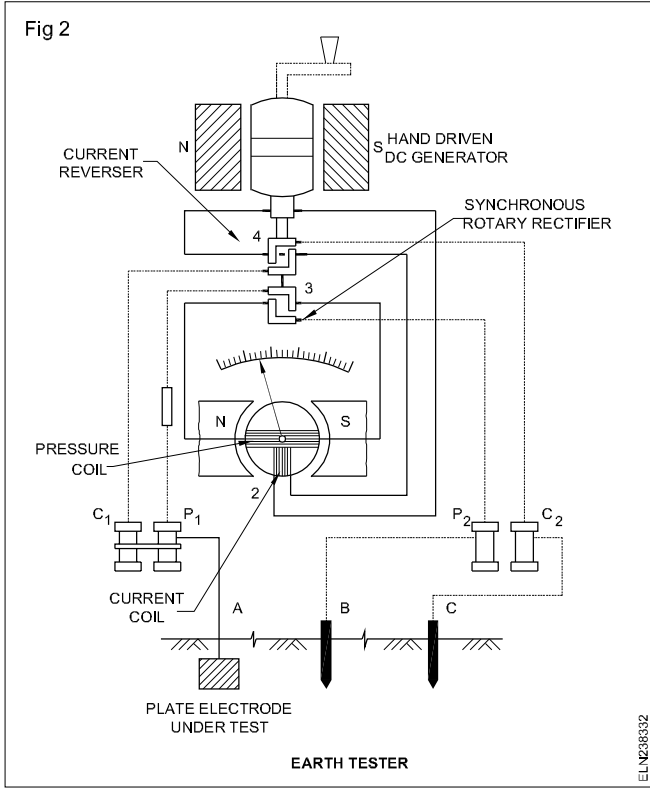 Fig 2
N
S
HAND DRIVEN
DC GENERATOR
CURRENT
REVERSER
SYNCHRONOUS
ROTARY RECTIFIER
4
3
N
S
PRESSURE
COIL
2
C1
P1
P2
C2
CURRENT
COIL
A
B
C
PLATE ELECTRODE
UNDER TEST
EARTH TESTER
ELN238332